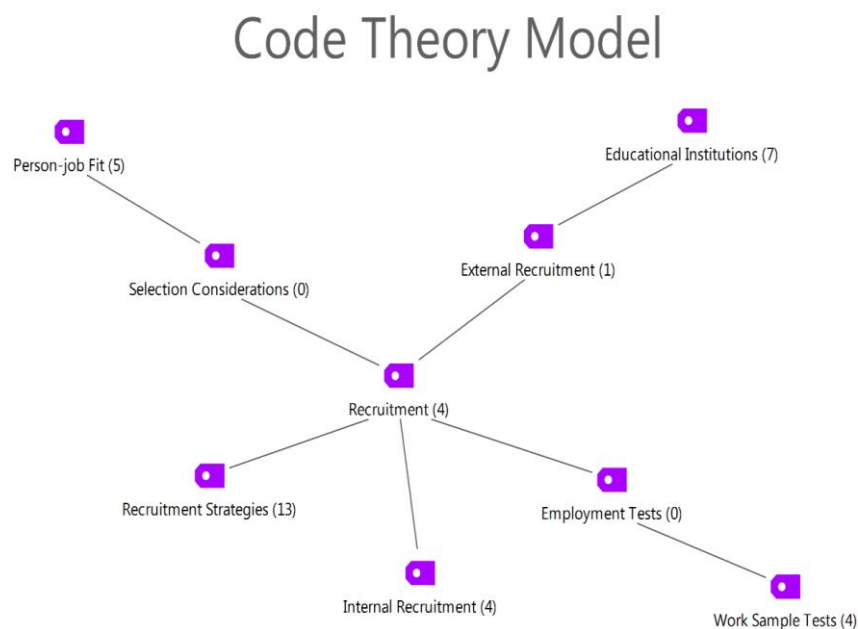 Code Theory Model
Person-job Fit (5)
Educational Institutions (7)
Selection Considerations (0)
External Recruitment (1)
Recruitment (4)
Recruitment Strategies (13)
Employment Tests (0)
Internal Recruitment (4)
Work Sample Tests (4)